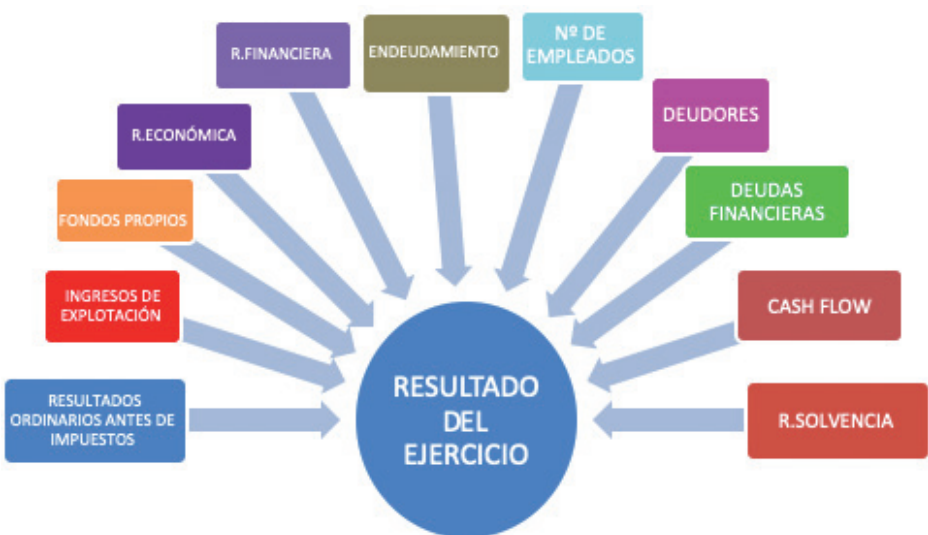 R.FINANCIERA
ENDEUDAMIENTO
Nº DE
EMPLEADOS
DEUDORES
R.ECONÓMICA
DEUDAS
FINANCIERAS
FONDOS PROPIOS
INGRESOS DE
EXPLOTACIÓN
CASH FLOW
RESULTADOS
ORDINARIOS ANTES DE
IMPUESTOS
RESULTADO
DEL
EJERCICIO
R.SOLVENCIA